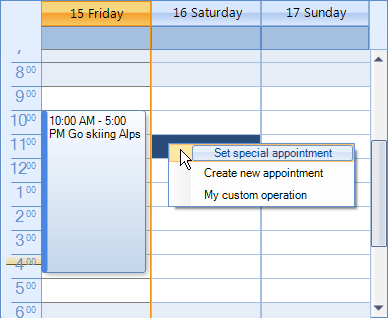 15 Friday
16 Saturday
17 Sunday
8 00
9 00
10 00
10:00 AM - 5:00
PM Go skiing Alps
11 00
Set special appointment
12 00
Create new appointment
1 00
My custom operation
2 00
3 00
4 00
5 00
6 00